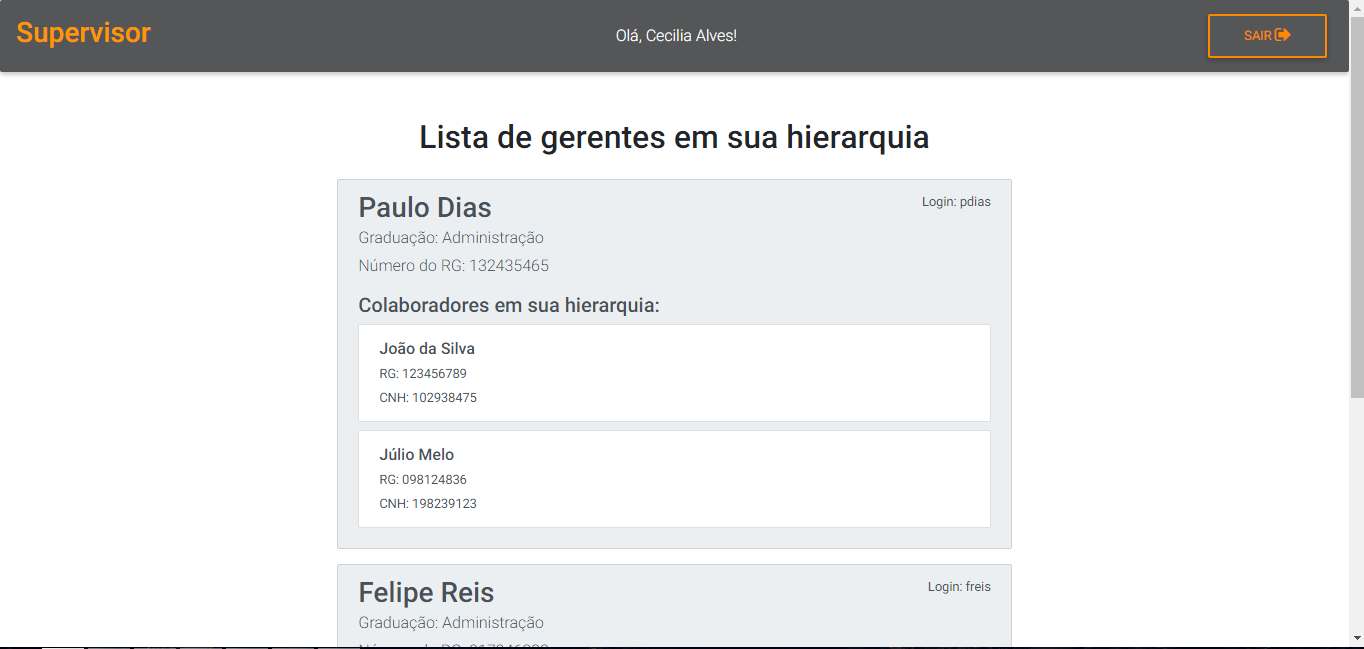 Supervisor
Olá, Cecilia Alves!
SAIR
Lista de gerentes em sua hierarquia
Paulo Dias
Login: pdias
Graduação: Administração
Número do RG: 132435465
Colaboradores em sua hierarquia:
João da Silva
RG: 123456789
CNH: 102938475
Júlio Melo
RG: 098124836
CNH: 198239123
Felipe Reis
Login: freis
Graduação: Administração